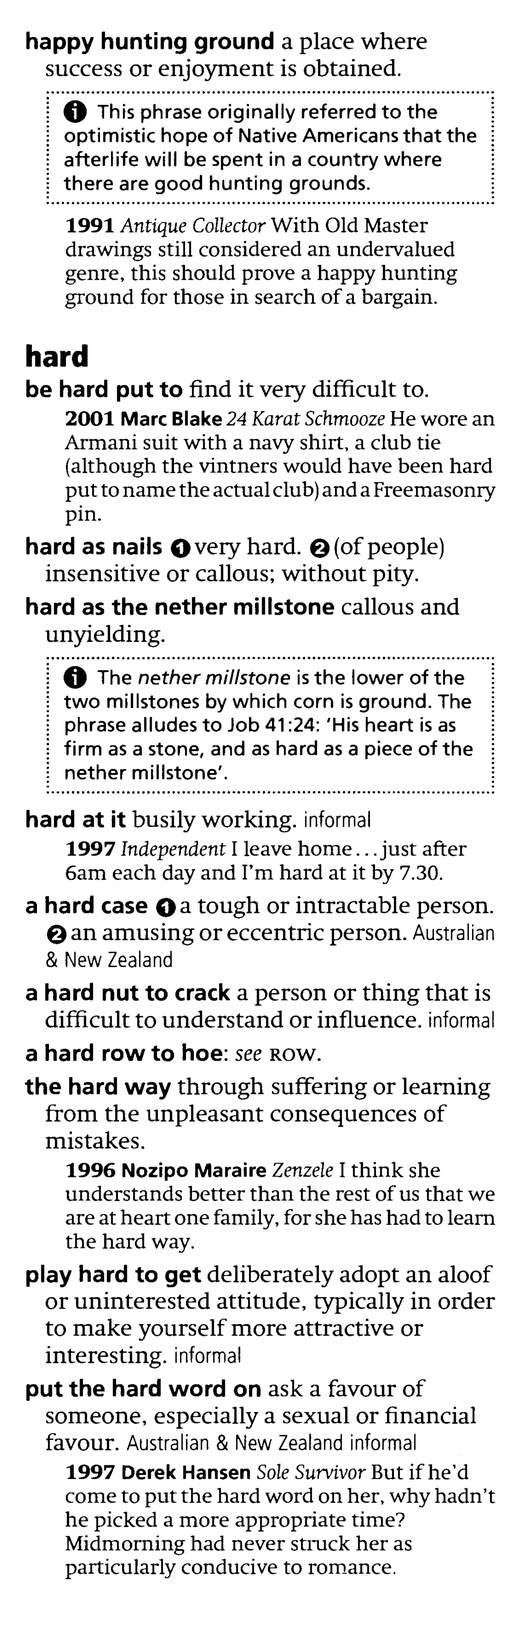 happy hunting ground a place where
success or enjoyment is obtained.
ℹ This phrase originally referred to the
optimistic hope of Native Americans that the
afterlife will be spent in a country where
there are good hunting grounds.
1991 Antique Collector With Old Master
drawings still considered an undervalued
genre, this should prove a happy hunting
ground for those in search of a bargain.
hard
be hard put to find it very difficult to.
2001 Marc Blake 24 Karat Schmooze He wore an
Armani suit with a navy shirt, a club tie
(although the vintners would have been hard
put to name the actual club) and a Freemasonry
pin.
hard as nails ❶ very hard. ❷ (of people)
insensitive or callous; without pity.
hard as the nether millstone callous and
unyielding.
ℹ The nether millstone is the lower of the
two millstones by which corn is ground. The
phrase alludes to Job 41:24: ‘His heart is as
firm as a stone, and as hard as a piece of the
nether millstone’.
hard at it busily working. informal
1997 Independent I leave home...just after
6am each day and I’m hard at it by 7.30.
a hard case ❶ a tough or intractable person.
❷ an amusing or eccentric person. Australian
& New Zealand
a hard nut to crack a person or thing that is
difficult to understand or influence. informal
a hard row to hoe: see ROW.
the hard way through suffering or learning
from the unpleasant consequences of
mistakes.
1996 Nozipo Maraire Zenzele I think she
understands better than the rest of us that we
are at heart one family, for she has had to learn
the hard way.
play hard to get deliberately adopt an aloof
or uninterested attitude, typically in order
to make yourself more attractive or
interesting. informal
put the hard word on ask a favour of
someone, especially a sexual or financial
favour. Australian & New Zealand informal
1997 Derek Hansen Sole Survivor But if he’d
come to put the hard word on her, why hadn’t
he picked a more appropriate time?
Midmorning had never struck her as
particularly conducive to romance.